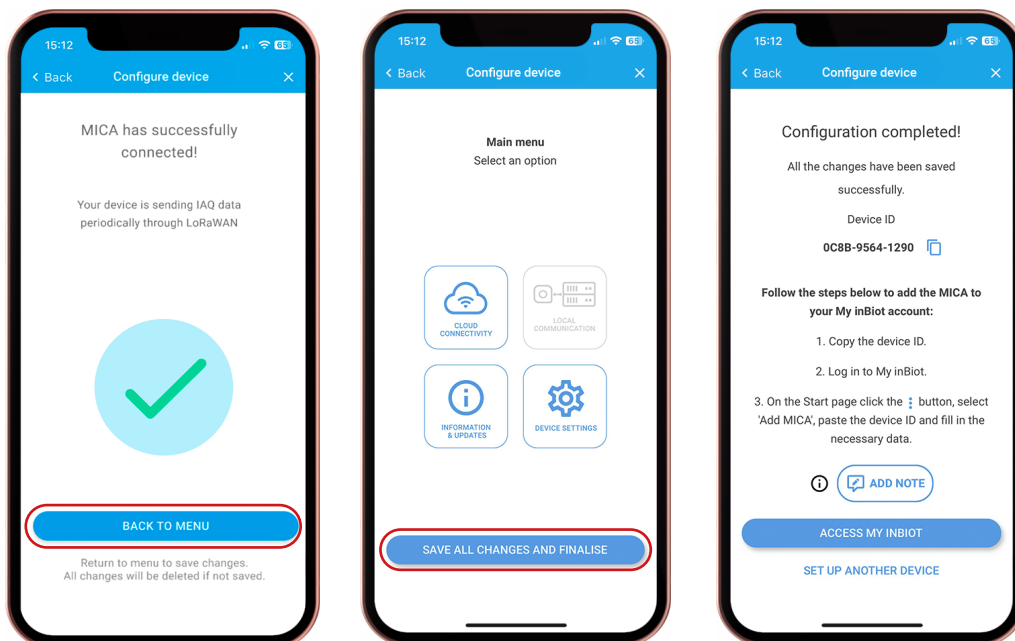 15:12
65
Back
Configure device
MICA has successfully
connected!
Your device is sending IAQ data
periodically through LoRaWAN
BACK TO MENU
Return to menu to save changes.
All changes will be deleted if not saved.
15:12
65
Back
Configure device
Main menu
Select an option
CLOUD
CONNECTIVITY
LOCAL
COMMUNICATION
INFORMATION
& UPDATES
DEVICE SETTINGS
SAVE ALL CHANGES AND FINALISE
15:12
65
Back
Configure device
Configuration completed!
All the changes have been saved
successfully.
Device ID
0C8B-9564-1290
Follow the steps below to add the MICA to
your My inBiot account:
1. Copy the device ID.
2. Log in to My inBiot.
3. On the Start page click the button, select
'Add MICA', paste the device ID and fill in the
necessary data.
ADD NOTE
ACCESS MY INBIOT
SET UP ANOTHER DEVICE